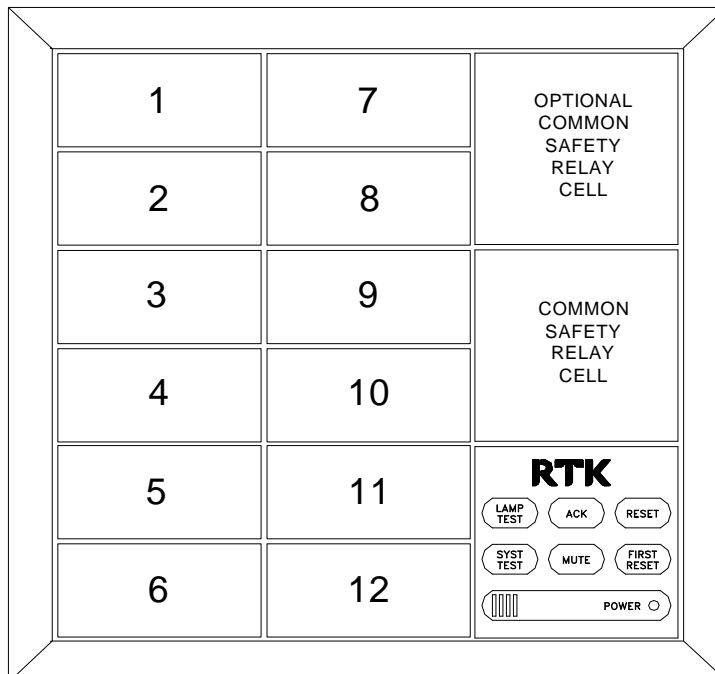 1
2
3
4
5
6
7
8
9
10
11
12
OPTIONAL
COMMON
SAFETY
RELAY
CELL
COMMON
SAFETY
RELAY
CELL
RTK
LAMP
TEST
ACK
RESET
SYST
TEST
MUTE
FIRST
RESET
POWER